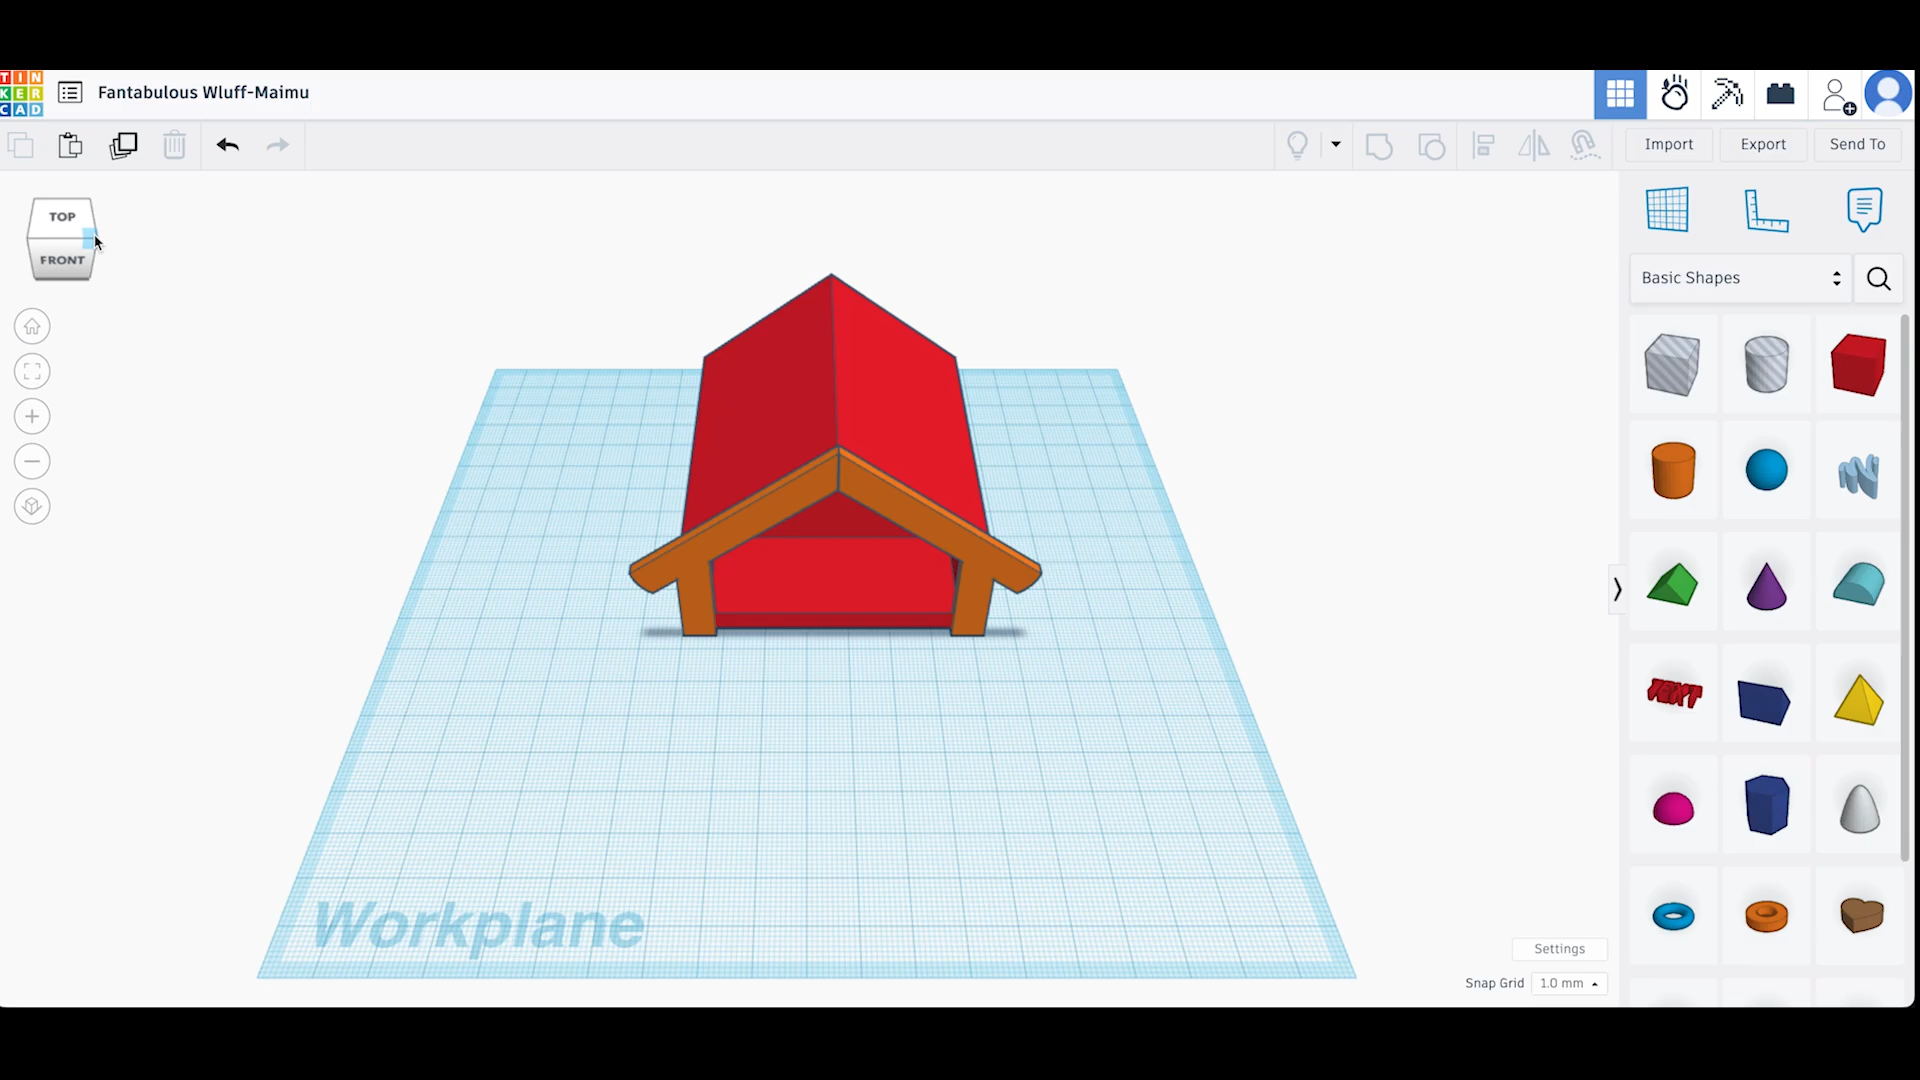 TIN
KER
CAD
Fantabulous Wluff-Maimu
Import
Export
Send To
TOP
FRONT
Basic Shapes
TEXT
Workplane
Settings
Snap Grid
1.0 mm